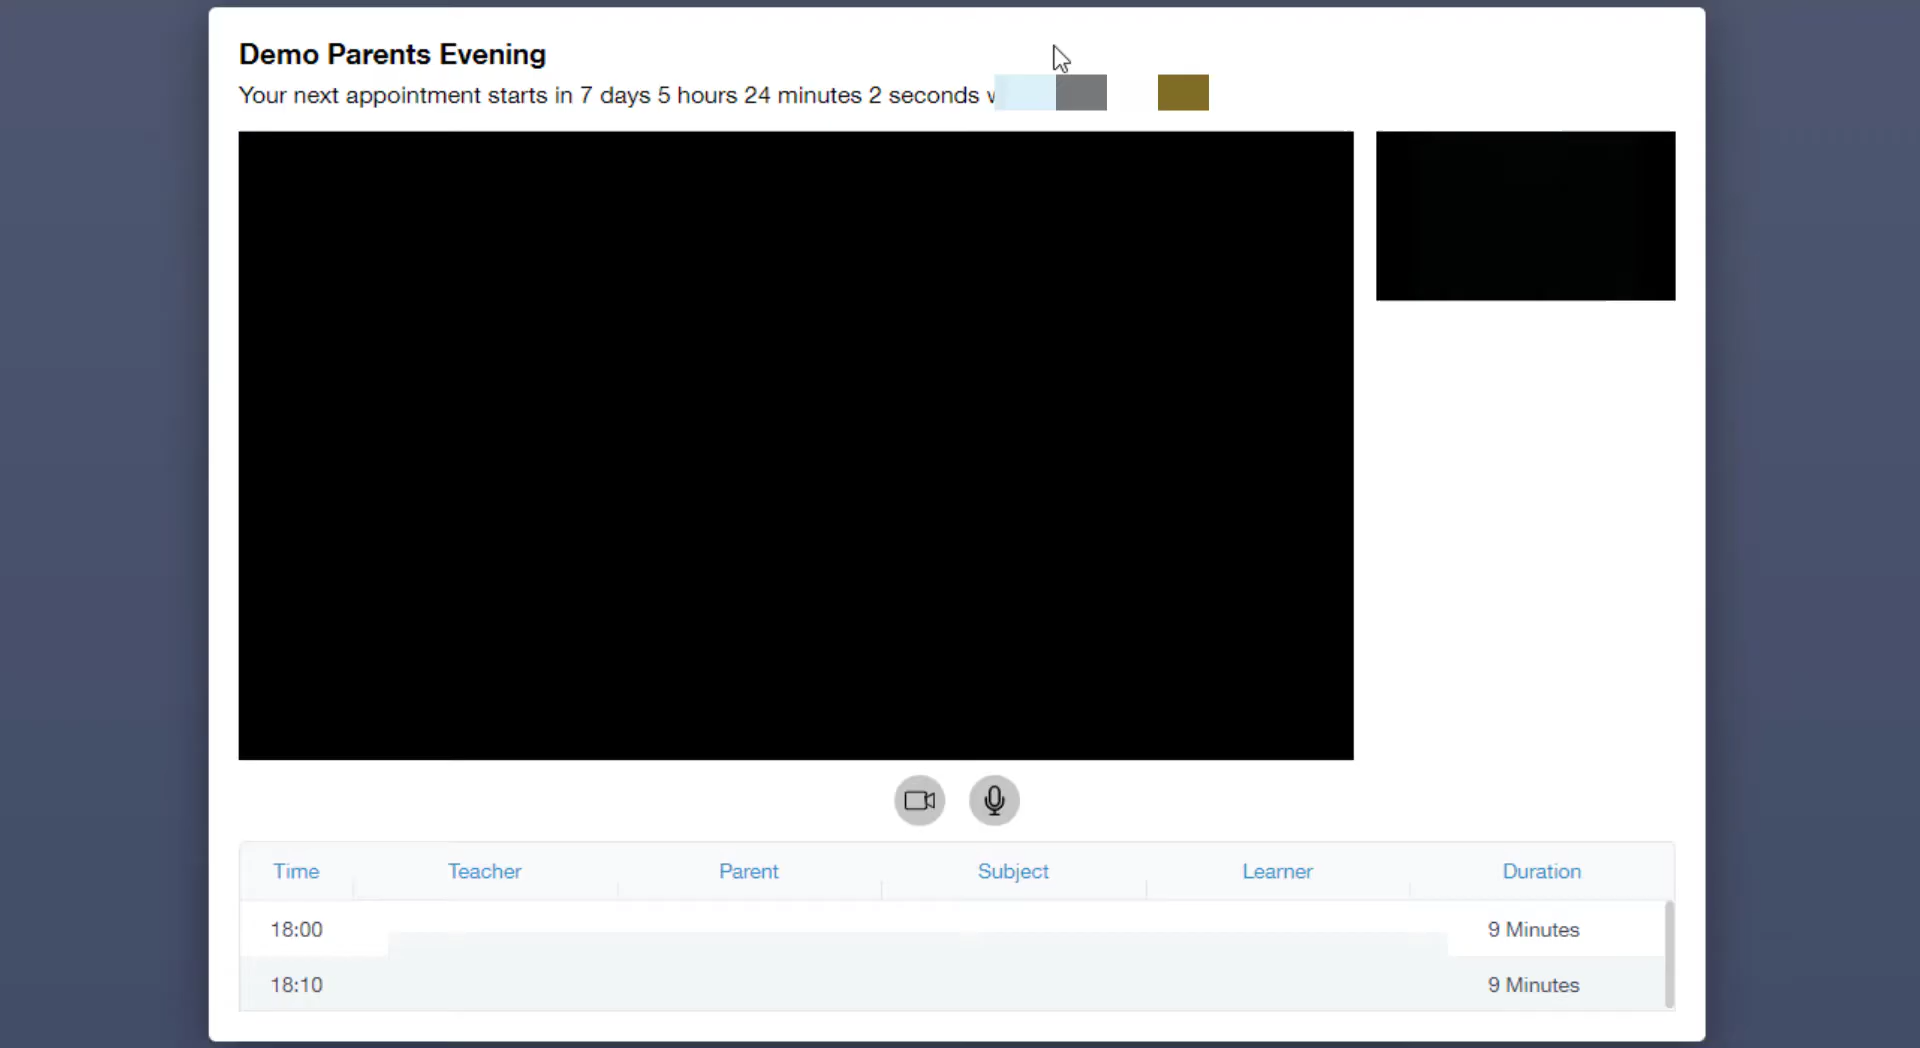 Demo Parents Evening
Your next appointment starts in 7 days 5 hours 24 minutes 2 seconds
Time Teacher Parent Subject Learner Duration
18:00 9 Minutes
18:10 9 Minutes